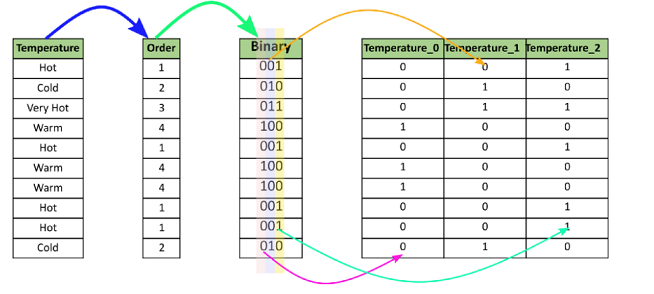 Temperature Order Binary Temperature_0 Temperature_1 Temperature_2
Hot 1 001 0 0 1
Cold 2 010 0 1 0
Very Hot 3 011 0 1 1
Warm 4 100 1 0 0
Hot 1 001 0 0 1
Warm 4 100 1 0 0
Warm 4 100 1 0 0
Hot 1 001 0 0 1
Hot 1 001 0 0 1
Cold 2 010 0 1 0